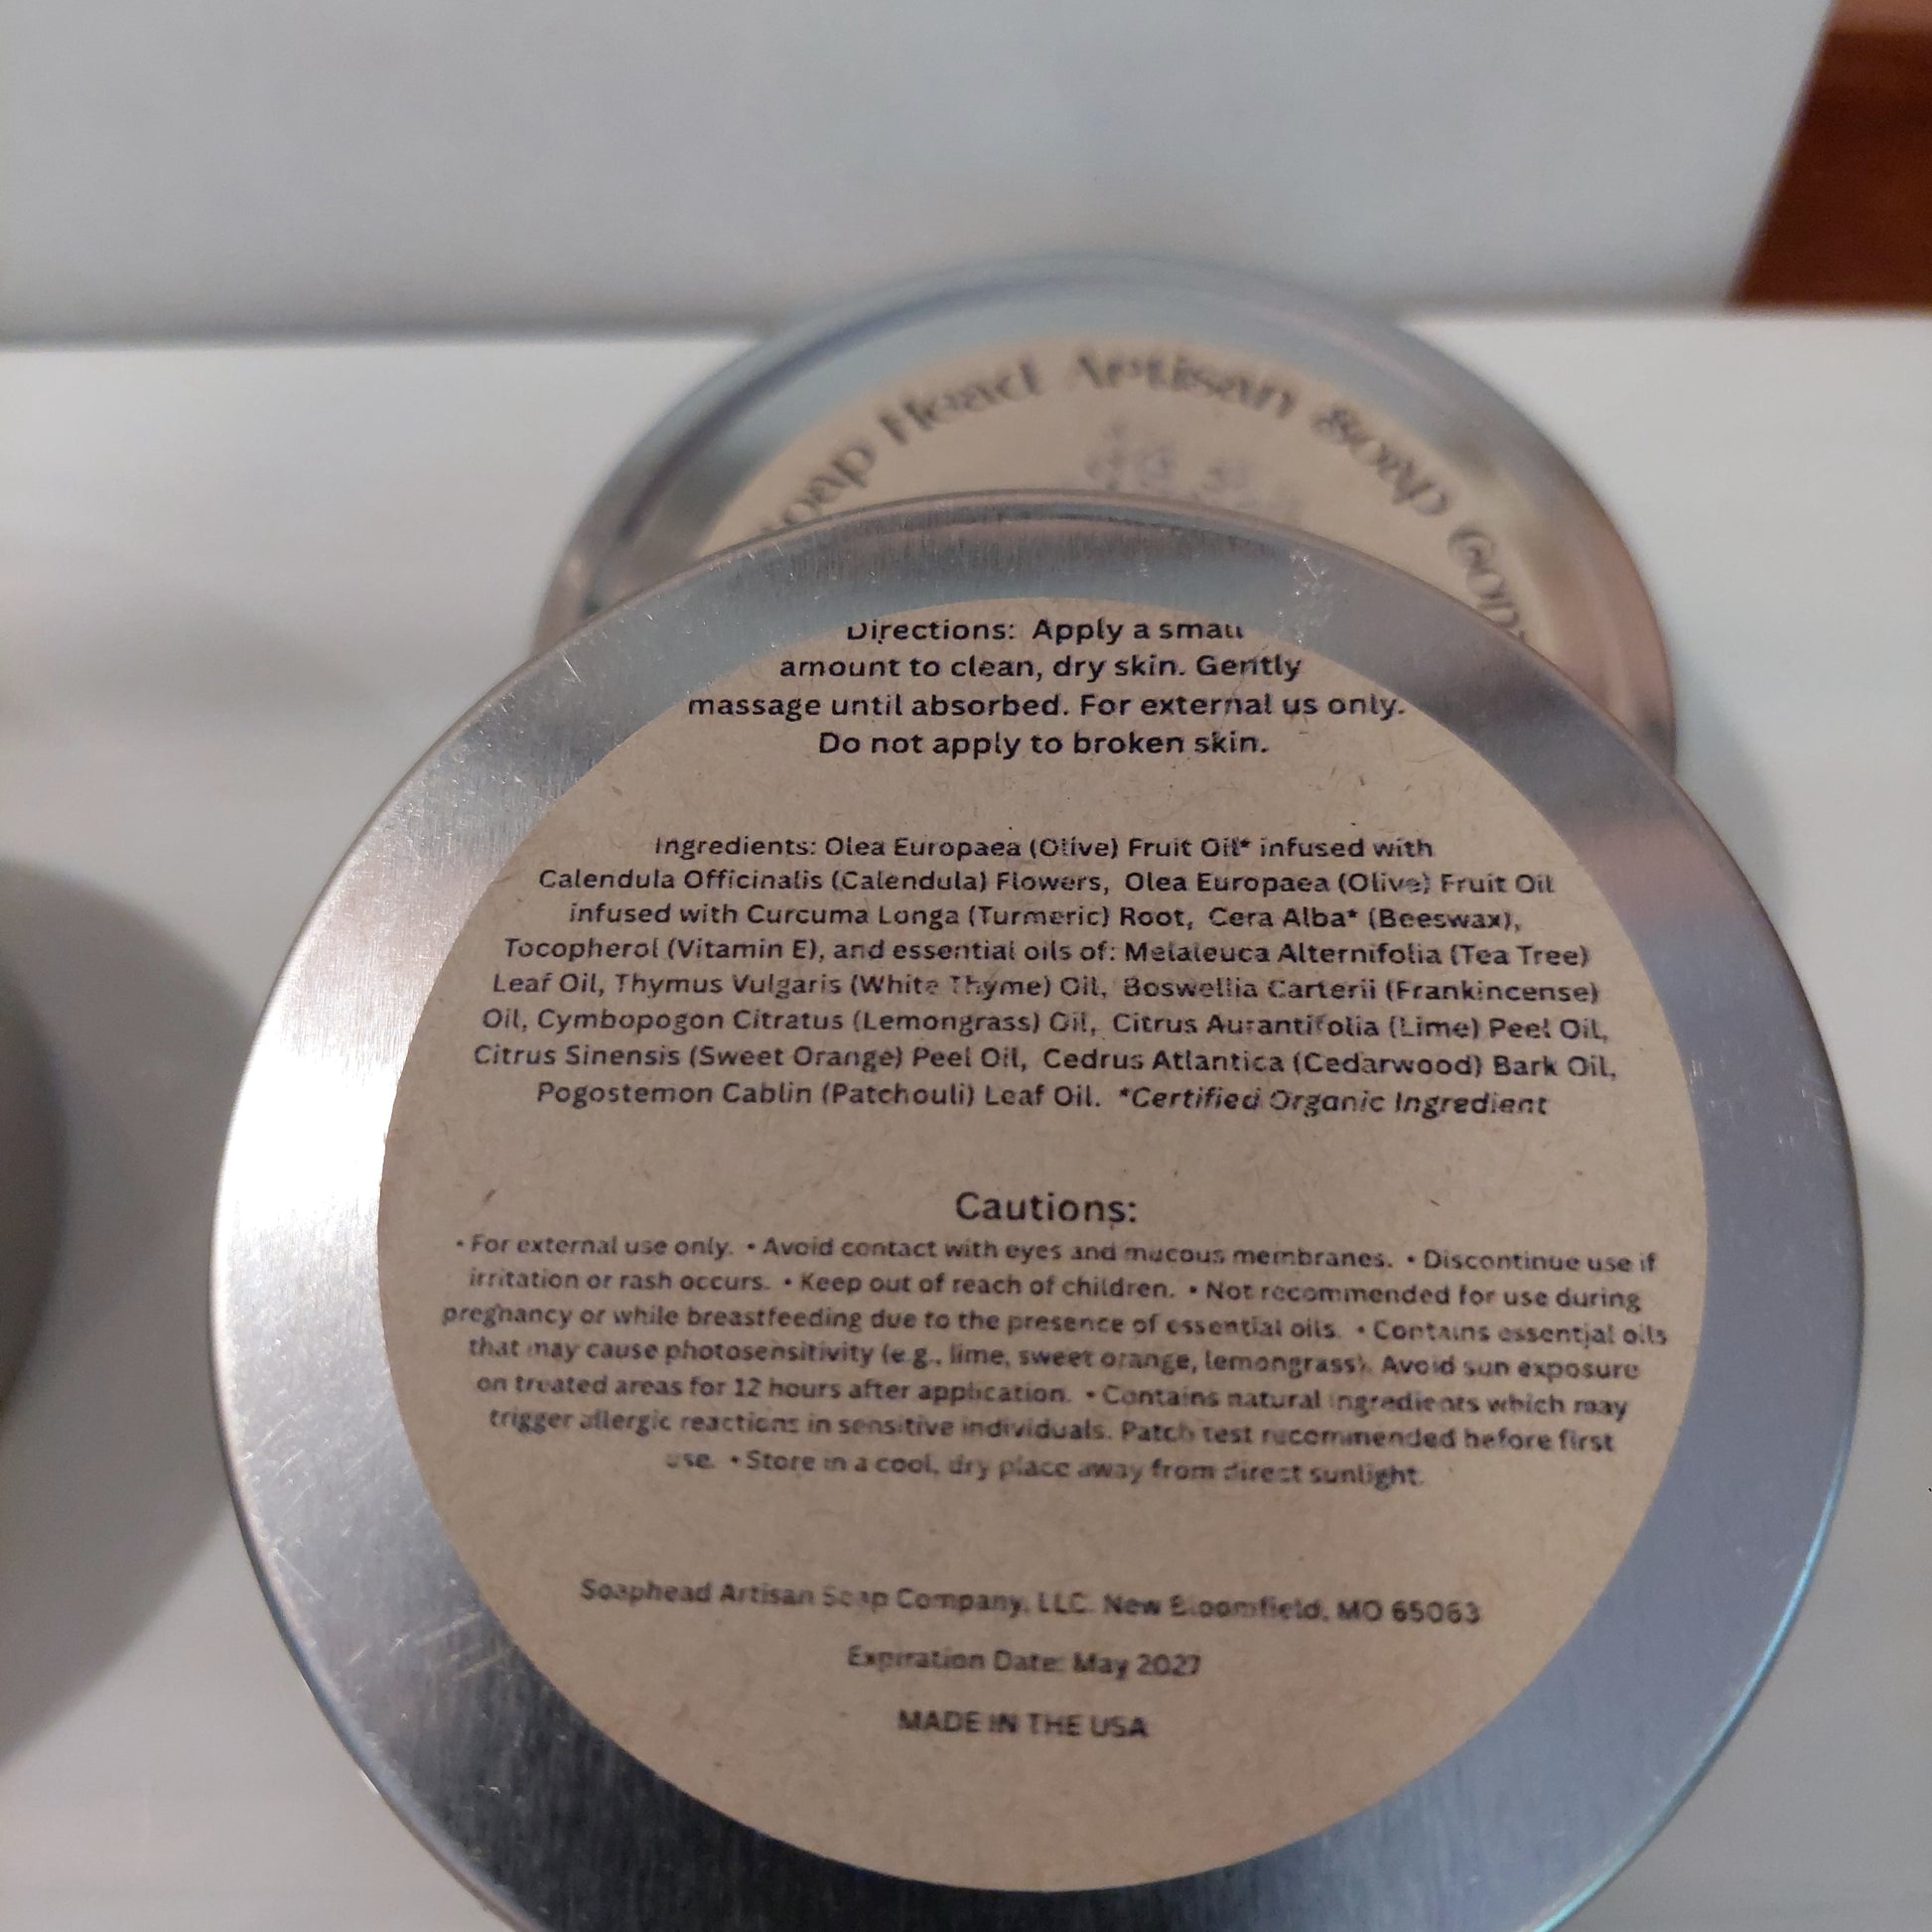 Soap Head Artisan Soap Com
Directions: Apply a small
amount to clean, dry skin. Gently
massage until absorbed. For external us only.
Do not apply to broken skin.
Ingredients: Olea Europaea (Olive) Fruit Oil* infused with
Calendula Officinalis (Calendula) Flowers, Olea Europaea (Olive) Fruit Oil
infused with Curcuma Longa (Turmeric) Root, Cera Alba* (Beeswax),
Tocopherol (Vitamin E), and essential oils of: Melaleuca Alternifolia (Tea Tree)
Leaf Oil, Thymus Vulgaris (White Thyme) Oil, Boswellia Carterii (Frankincense)
Oil, Cymbopogon Citratus (Lemongrass) Oil, Citrus Aurantifolia (Lime) Peel Oil,
Citrus Sinensis (Sweet Orange) Peel Oil, Cedrus Atlantica (Cedarwood) Bark Oil,
Pogostemon Cablin (Patchouli) Leaf Oil. *Certified Organic Ingredient
Cautions:
• For external use only. • Avoid contact with eyes and mucous membranes. • Discontinue use if
irritation or rash occurs. • Keep out of reach of children. • Not recommended for use during
pregnancy or while breastfeeding due to the presence of essential oils. • Contains essential oils
that may cause photosensitivity (e.g., lime, sweet orange, lemongrass). Avoid sun exposure
on treated areas for 12 hours after application. • Contains natural ingredients which may
trigger allergic reactions in sensitive individuals. Patch test recommended before first
use. • Store in a cool, dry place away from direct sunlight.
Soaphead Artisan Soap Company, LLC. New Bloomfield, MO 65063
Expiration Date: May 2027
MADE IN THE USA